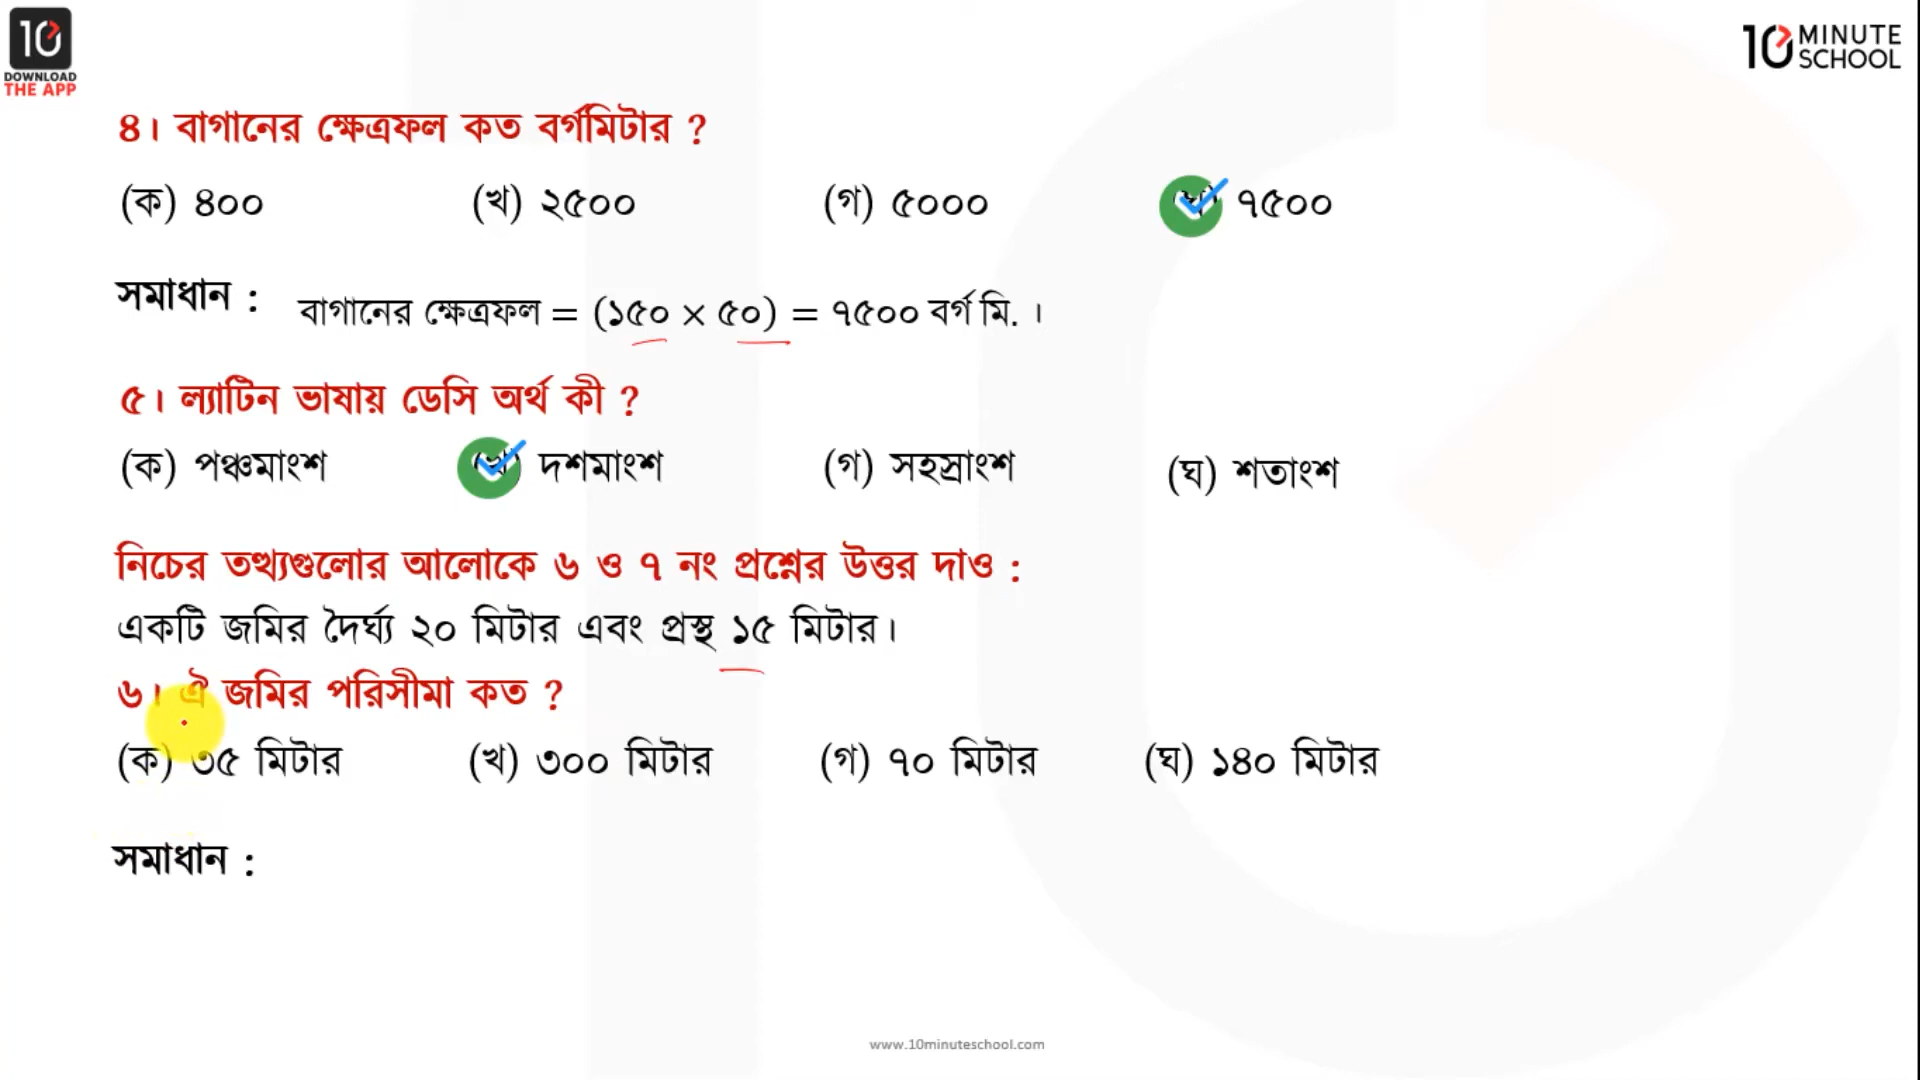 10
DOWNLOAD
THE APP
10 MINUTE
SCHOOL
৪। বাগানের ক্ষেত্রফল কত বর্গমিটার ?
(ক) ৪০০ (খ) ২৫০০ (গ) ৫০০০ (ঘ) ৭৫০০
সমাধান : বাগানের ক্ষেত্রফল = (১৫০ × ৫০) = ৭৫০০ বর্গ মি. ।
৫। ল্যাটিন ভাষায় ডেসি অর্থ কী ?
(ক) পঞ্চমাংশ (খ) দশমাংশ (গ) সহস্রাংশ (ঘ) শতাংশ
নিচের তথ্যগুলোর আলোকে ৬ ও ৭ নং প্রশ্নের উত্তর দাও :
একটি জমির দৈর্ঘ্য ২০ মিটার এবং প্রস্থ ১৫ মিটার।
৬। ঐ জমির পরিসীমা কত ?
(ক) ৩৫ মিটার (খ) ৩০০ মিটার (গ) ৭০ মিটার (ঘ) ১৪০ মিটার
সমাধান :
www.10minuteschool.com